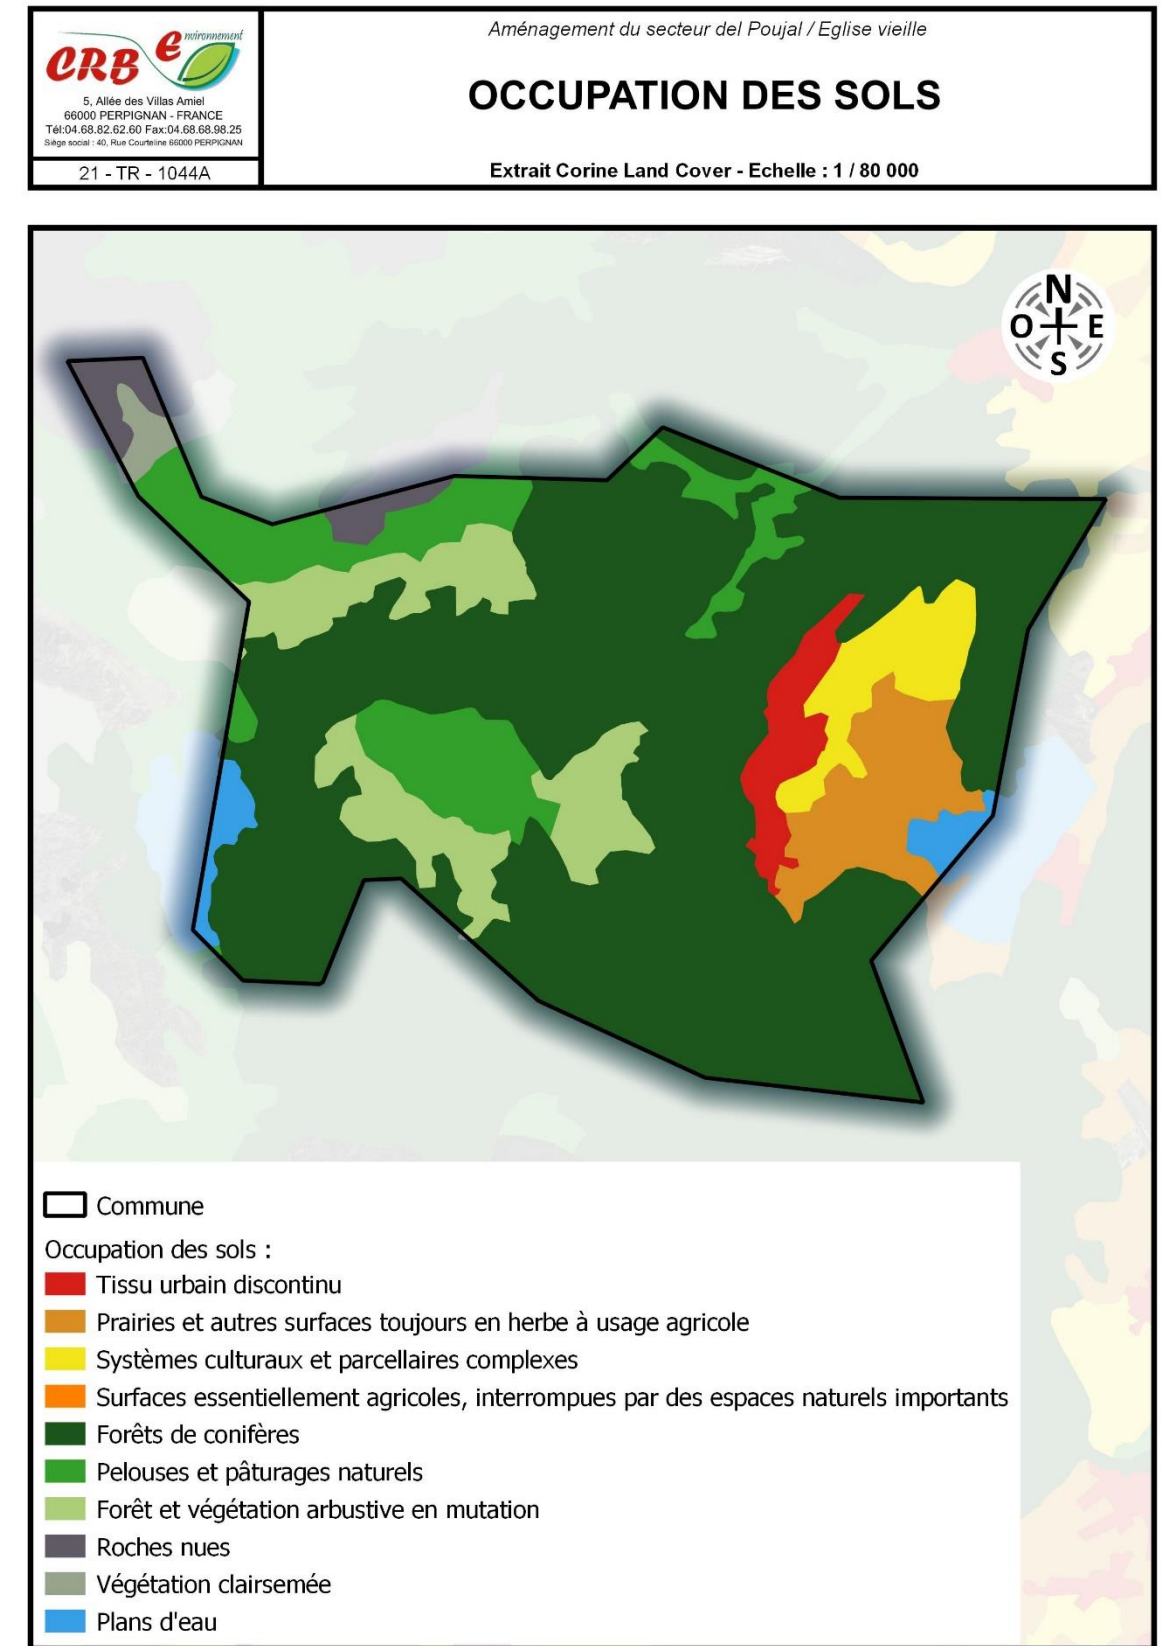 CRB Environnement
5, Allée des Villas Amiel
66000 PERPIGNAN - FRANCE
Tél:04.68.82.62.60 Fax:04.68.68.98.25
Siège social : 40, Rue Courteline 66000 PERPIGNAN
21 - TR - 1044A
Aménagement du secteur del Poujal / Eglise vieille
OCCUPATION DES SOLS
Extrait Corine Land Cover - Echelle : 1 / 80 000
N
O E
S
Commune
Occupation des sols :
Tissu urbain discontinu
Prairies et autres surfaces toujours en herbe à usage agricole
Systèmes culturaux et parcellaires complexes
Surfaces essentiellement agricoles, interrompues par des espaces naturels importants
Forêts de conifères
Pelouses et pâturages naturels
Forêt et végétation arbustive en mutation
Roches nues
Végétation clairsemée
Plans d'eau